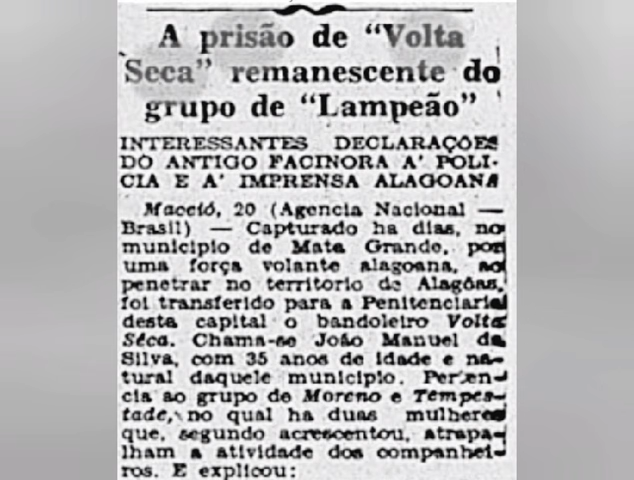 A prisão de "Volta
Seca" remanescente do
grupo de "Lampeão"
INTERESSANTES DECLARAÇÕES
DO ANTIGO FACINORA A' POLI-
CIA E A' IMPRENSA ALAGOANA
Maceió, 20 (Agencia Nacional —
Brasil) — Capturado ha dias, no
municipio de Mata Grande, por
uma força volante alagoana, ao
penetrar no territorio de Alagôas,
foi transferido para a Penitenciaria
desta capital o bandoleiro Volta
Sêca. Chama-se João Manuel da
Silva, com 35 anos de idade e na-
tural daquele municipio. Perten-
cia ao grupo de Moreno e Tempes-
tade, no qual ha duas mulheres
que, segundo acrescentou, atrapa-
lham a atividade dos companhei-
ros. E explicou: